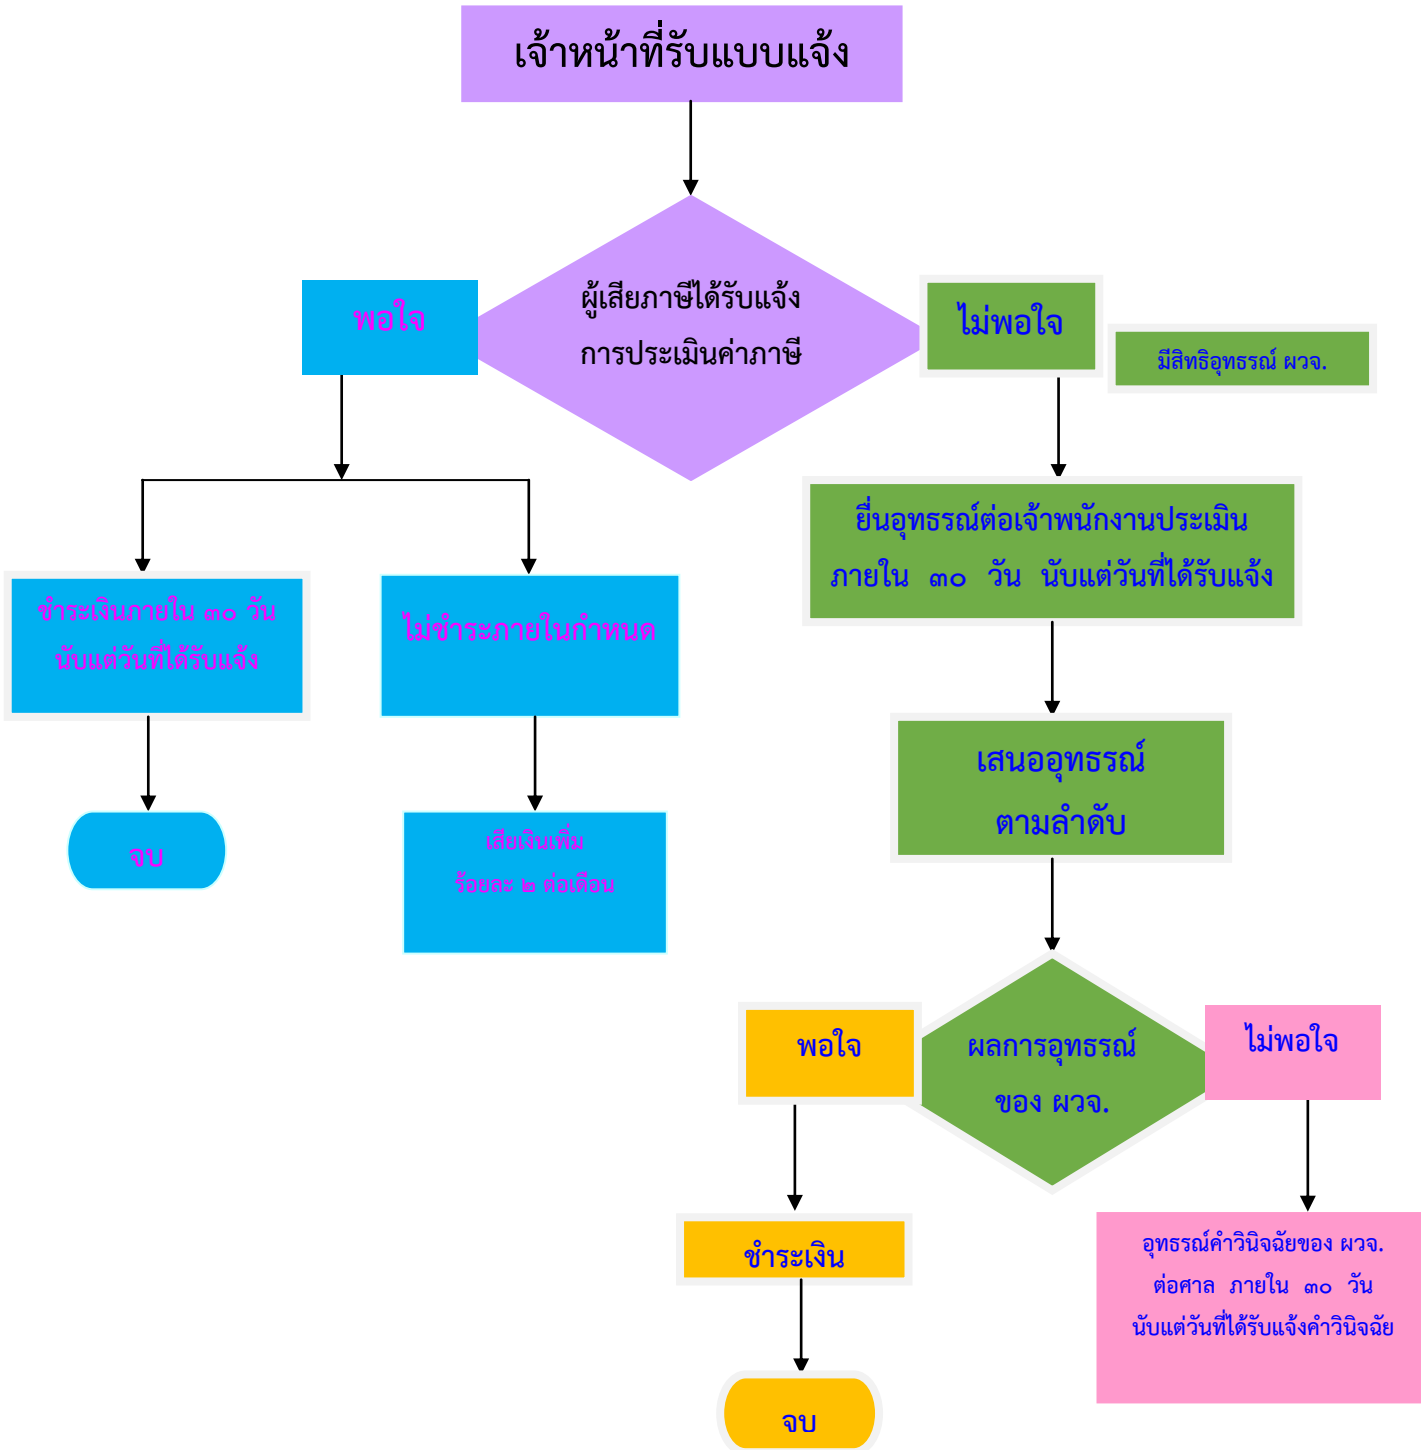 เจ้าหน้าที่รับแบบแจ้ง
ผู้เสียภาษีได้รับแจ้ง
การประเมินค่าภาษี
พอใจ
ไม่พอใจ
มีสิทธิอุทธรณ์ ผวจ.
ยื่นอุทธรณ์ต่อเจ้าพนักงานประเมิน
ภายใน ๓๐ วัน นับแต่วันที่ได้รับแจ้ง
ชำระเงินภายใน ๓๐ วัน
นับแต่วันที่ได้รับแจ้ง
ไม่ชำระภายในกำหนด
เสนออุทธรณ์
ตามลำดับ
จบ
เสียเงินเพิ่ม
ร้อยละ ๒ ต่อเดือน
พอใจ
ผลการอุทธรณ์
ของ ผวจ.
ไม่พอใจ
ชำระเงิน
อุทธรณ์คำวินิจฉัยของ ผวจ.
ต่อศาล ภายใน ๓๐ วัน
นับแต่วันที่ได้รับแจ้งคำวินิจฉัย
จบ